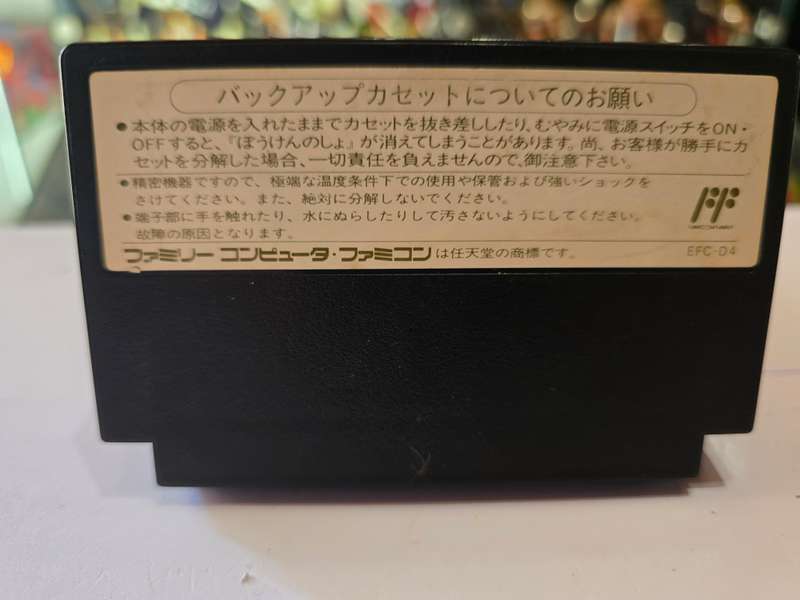 バックアップカセットについてのお願い
●本体の電源を入れたままでカセットを抜き差ししたり、むやみに電源スイッチをON・
OFFすると、『ぼうけんのしょ』が消えてしまうことがあります。尚、お客様が勝手にカ
セットを分解した場合、一切責任を負えませんので、御注意下さい。
●精密機器ですので、極端な温度条件下での使用や保管および強いショックを
さけてください。また、絶対に分解しないでください。
●端子部に手を触れたり、水にぬらしたりして汚さないようにしてください。
故障の原因となります。
ファミリーコンピュータ・ファミコンは任天堂の商標です。
EFC-D4